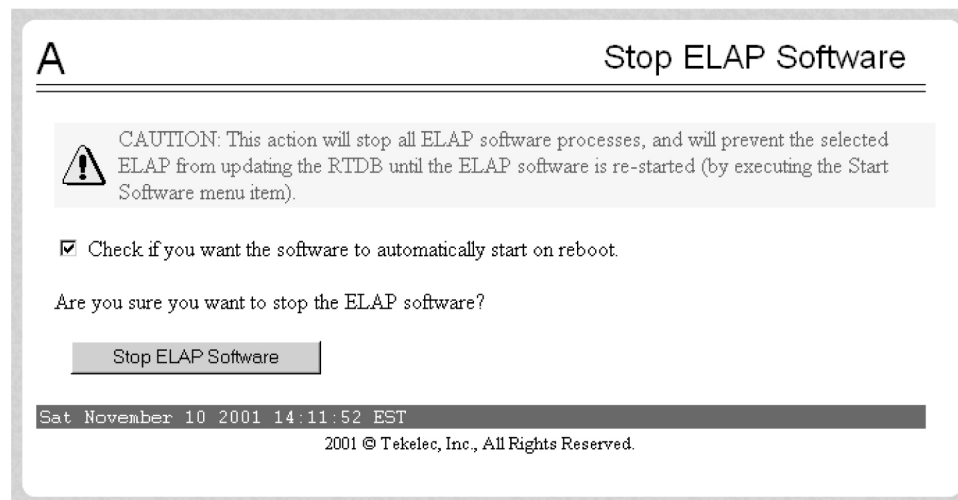 A
Stop ELAP Software
CAUTION: This action will stop all ELAP software processes, and will prevent the selected
ELAP from updating the RTDB until the ELAP software is re-started (by executing the Start
Software menu item).
Check if you want the software to automatically start on reboot.
Are you sure you want to stop the ELAP software?
Stop ELAP Software
Sat November 10 2001 14:11:52 EST
2001 © Tekelec, Inc., All Rights Reserved.